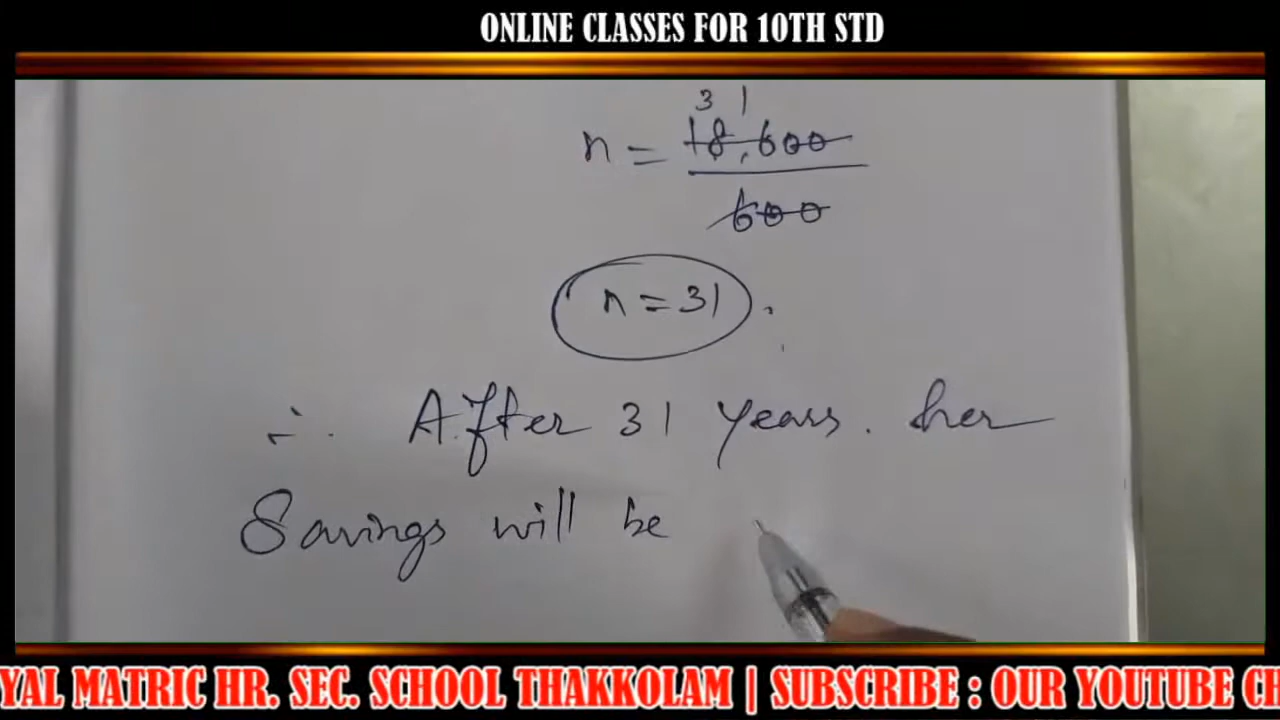 ONLINE CLASSES FOR 10TH STD
3 1
n = 18,600
600
n = 31 .
∴ After 31 years. her
Savings will be
YAL MATRIC HR. SEC. SCHOOL THAKKOLAM | SUBSCRIBE : OUR YOUTUBE CH